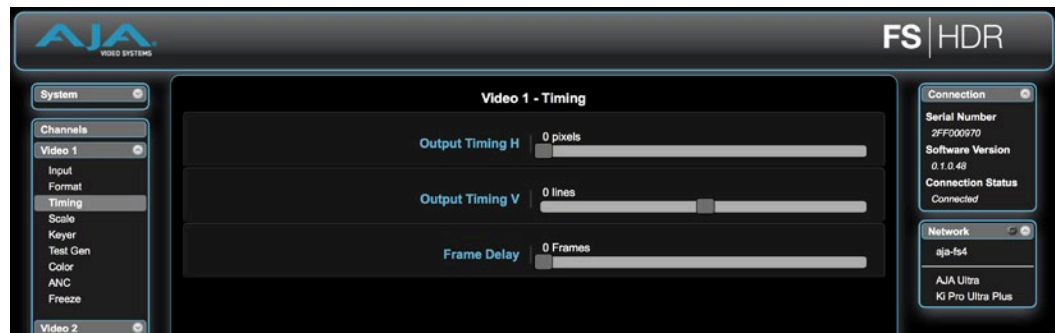 AJA
VIDEO SYSTEMS
FS|HDR
System
Channels
Video 1
Input
Format
Timing
Scale
Keyer
Test Gen
Color
ANC
Freeze
Video 2
Video 1 - Timing
Output Timing H
0 pixels
Output Timing V
0 lines
Frame Delay
0 Frames
Connection
Serial Number
2FF000970
Software Version
0.1.0.48
Connection Status
Connected
Network
aja-fs4
AJA Ultra
Ki Pro Ultra Plus